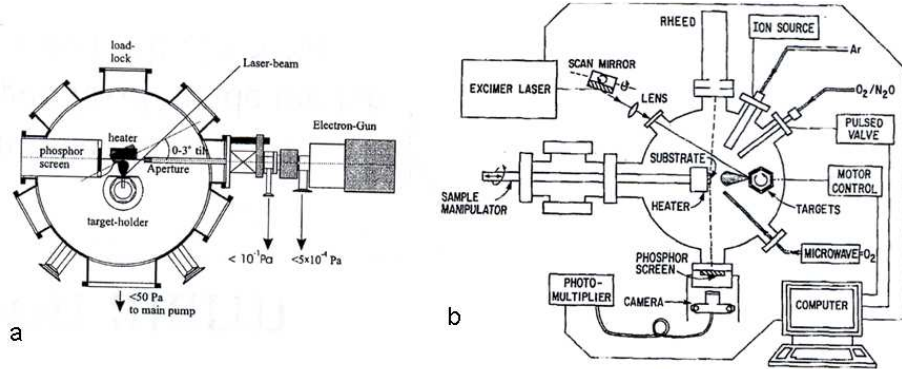 load-
lock
Laser-beam
Electron-Gun
heater
phosphor
screen
0-3° tilt
Aperture
target-holder
< 10⁻¹Pa
<5x10⁻⁴ Pa
<50 Pa
to main pump
a
RHEED
ION SOURCE
Ar
SCAN MIRROR
EXCIMER LASER
LENS
O₂/N₂O
PULSED
VALVE
SUBSTRATE
MOTOR
CONTROL
SAMPLE
MANIPULATOR
HEATER
TARGETS
MICROWAVE=O₂
PHOSPHOR
SCREEN
PHOTO-
MULTIPLIER
CAMERA
COMPUTER
b